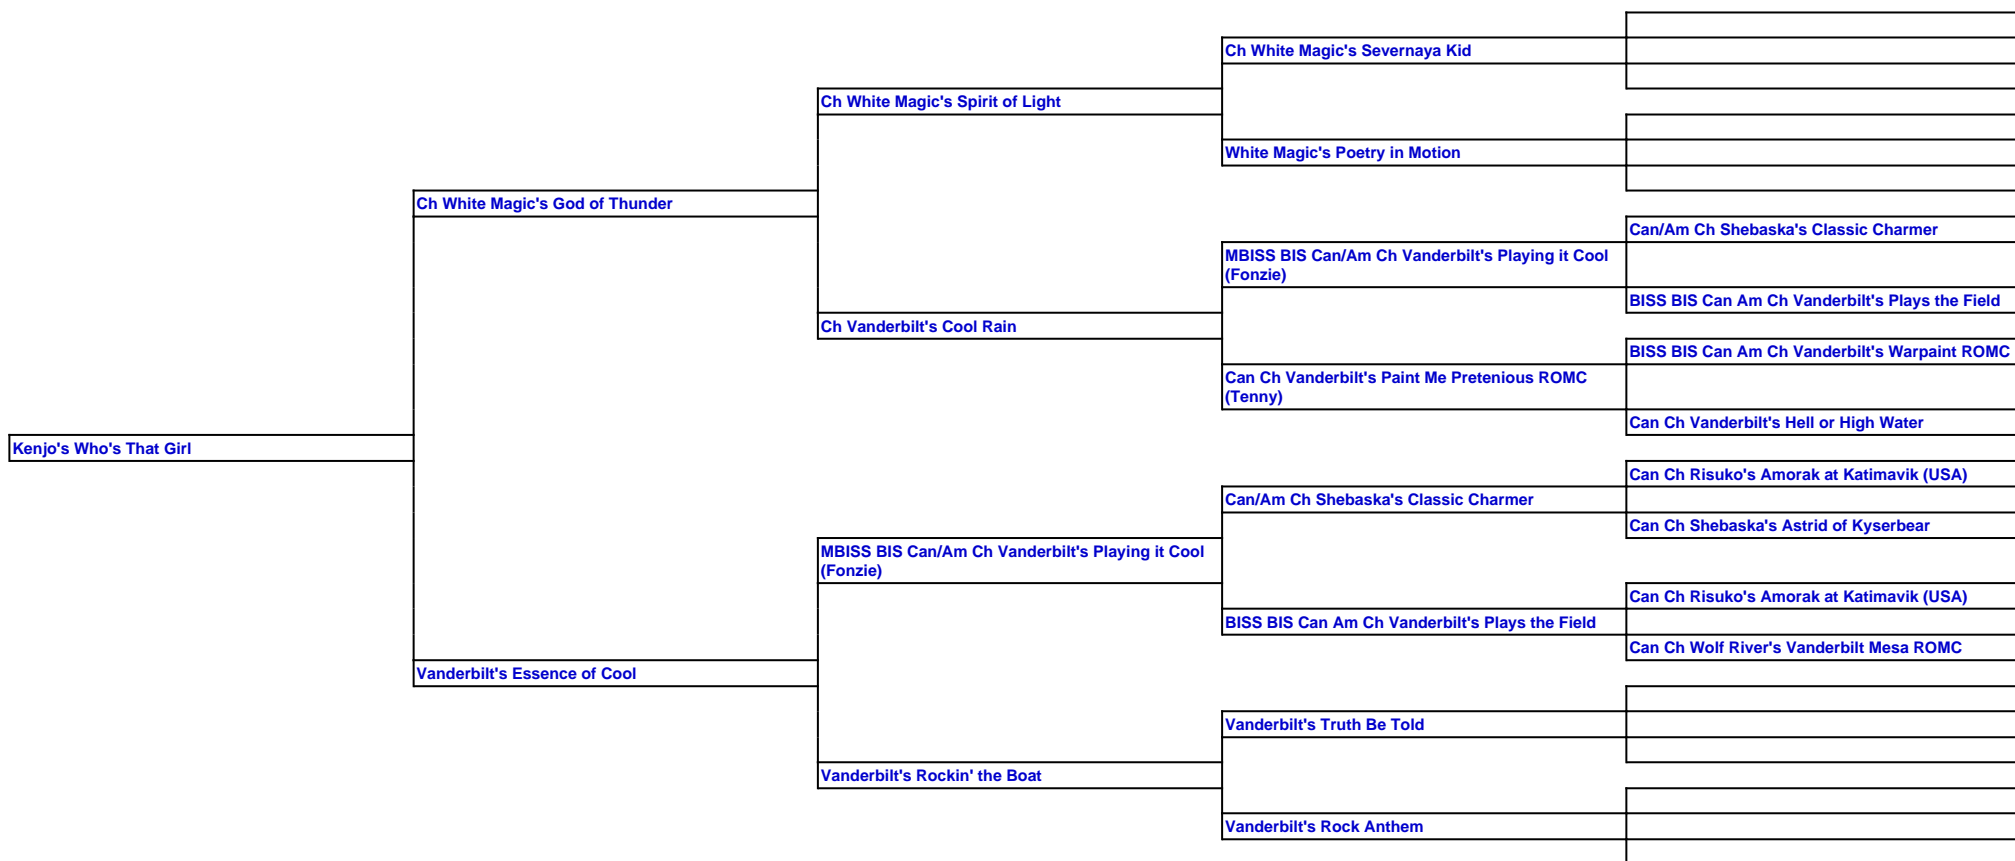 Ch White Magic's Severnaya Kid
Ch White Magic's Spirit of Light
White Magic's Poetry in Motion
Ch White Magic's God of Thunder
Can/Am Ch Shebaska's Classic Charmer
MBISS BIS Can/Am Ch Vanderbilt's Playing it Cool
(Fonzie)
BISS BIS Can Am Ch Vanderbilt's Plays the Field
Ch Vanderbilt's Cool Rain
BISS BIS Can Am Ch Vanderbilt's Warpaint ROMC
Can Ch Vanderbilt's Paint Me Pretenious ROMC
(Tenny)
Can Ch Vanderbilt's Hell or High Water
Kenjo's Who's That Girl
Can Ch Risuko's Amorak at Katimavik (USA)
Can/Am Ch Shebaska's Classic Charmer
Can Ch Shebaska's Astrid of Kyserbear
MBISS BIS Can/Am Ch Vanderbilt's Playing it Cool
(Fonzie)
Can Ch Risuko's Amorak at Katimavik (USA)
BISS BIS Can Am Ch Vanderbilt's Plays the Field
Can Ch Wolf River's Vanderbilt Mesa ROMC
Vanderbilt's Essence of Cool
Vanderbilt's Truth Be Told
Vanderbilt's Rockin' the Boat
Vanderbilt's Rock Anthem